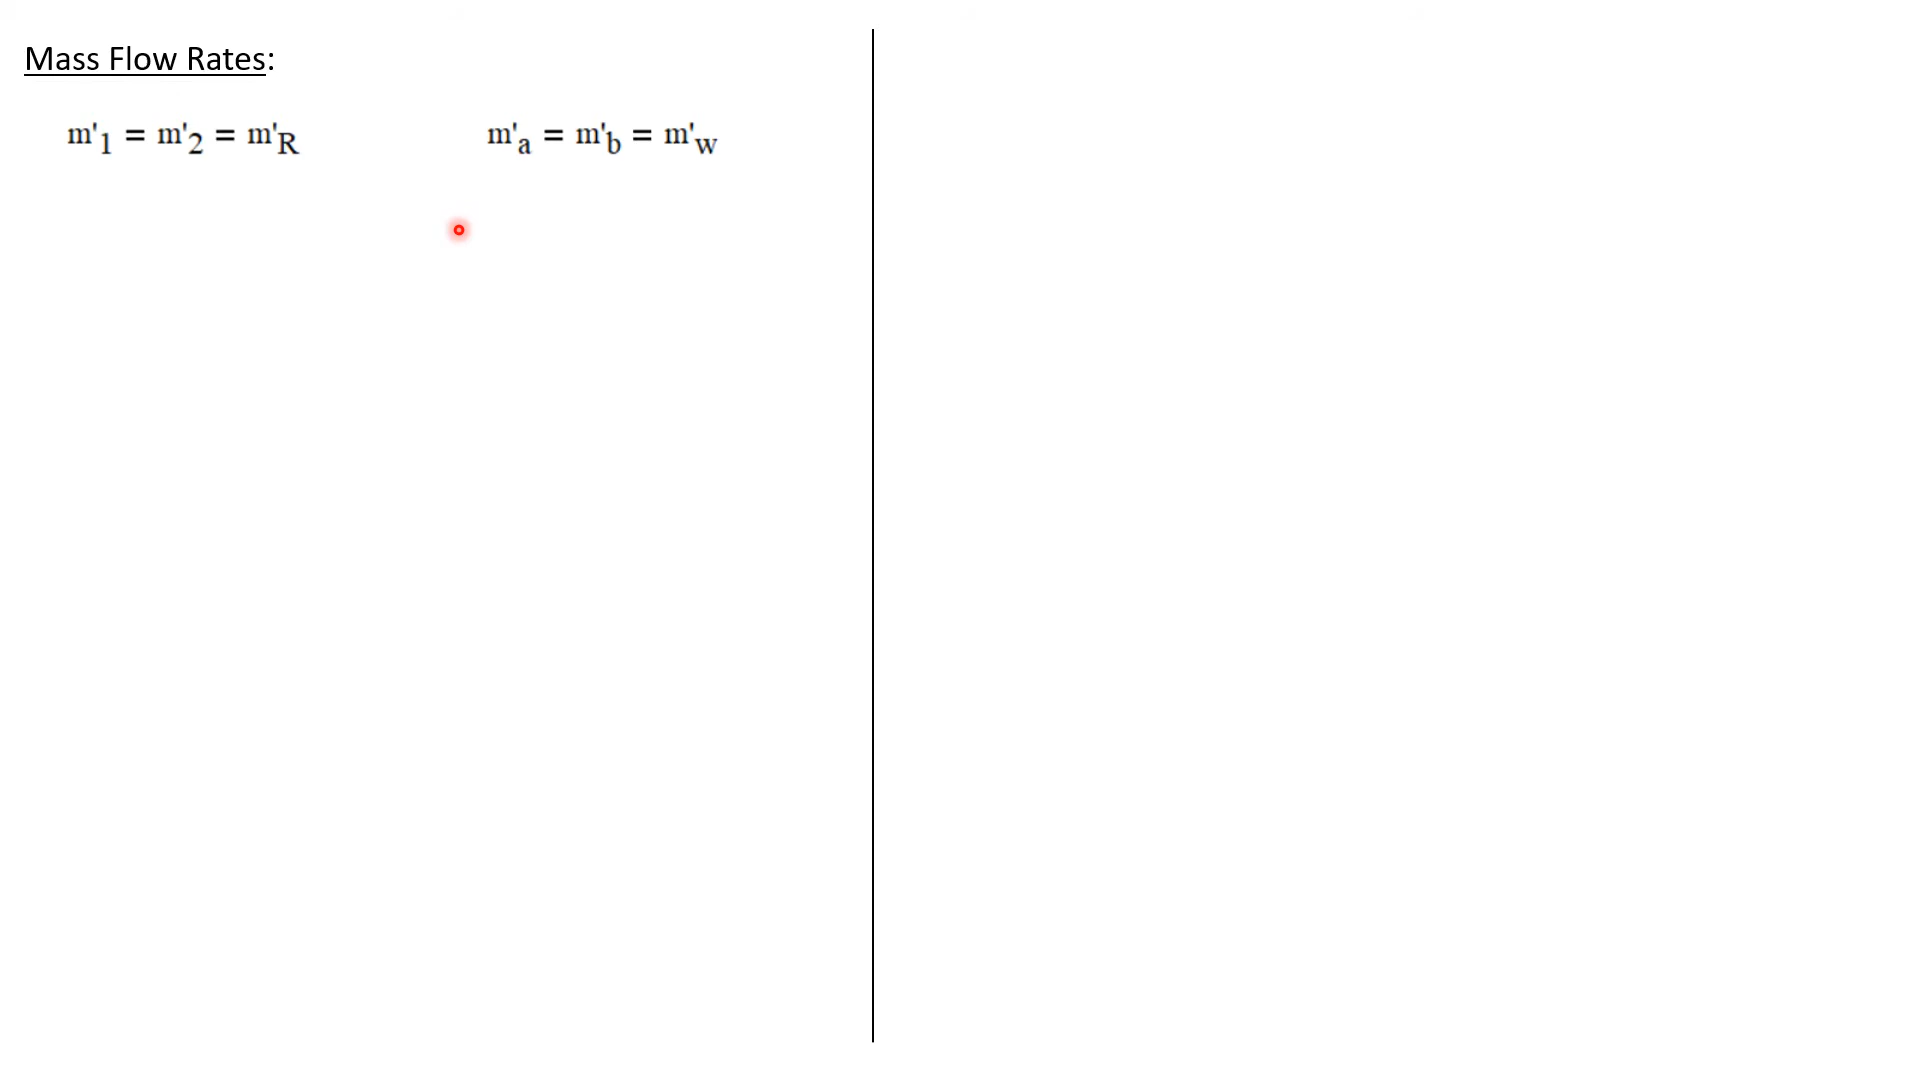 Mass Flow Rates:
m'1 = m'2 = m'R m'a = m'b = m'w